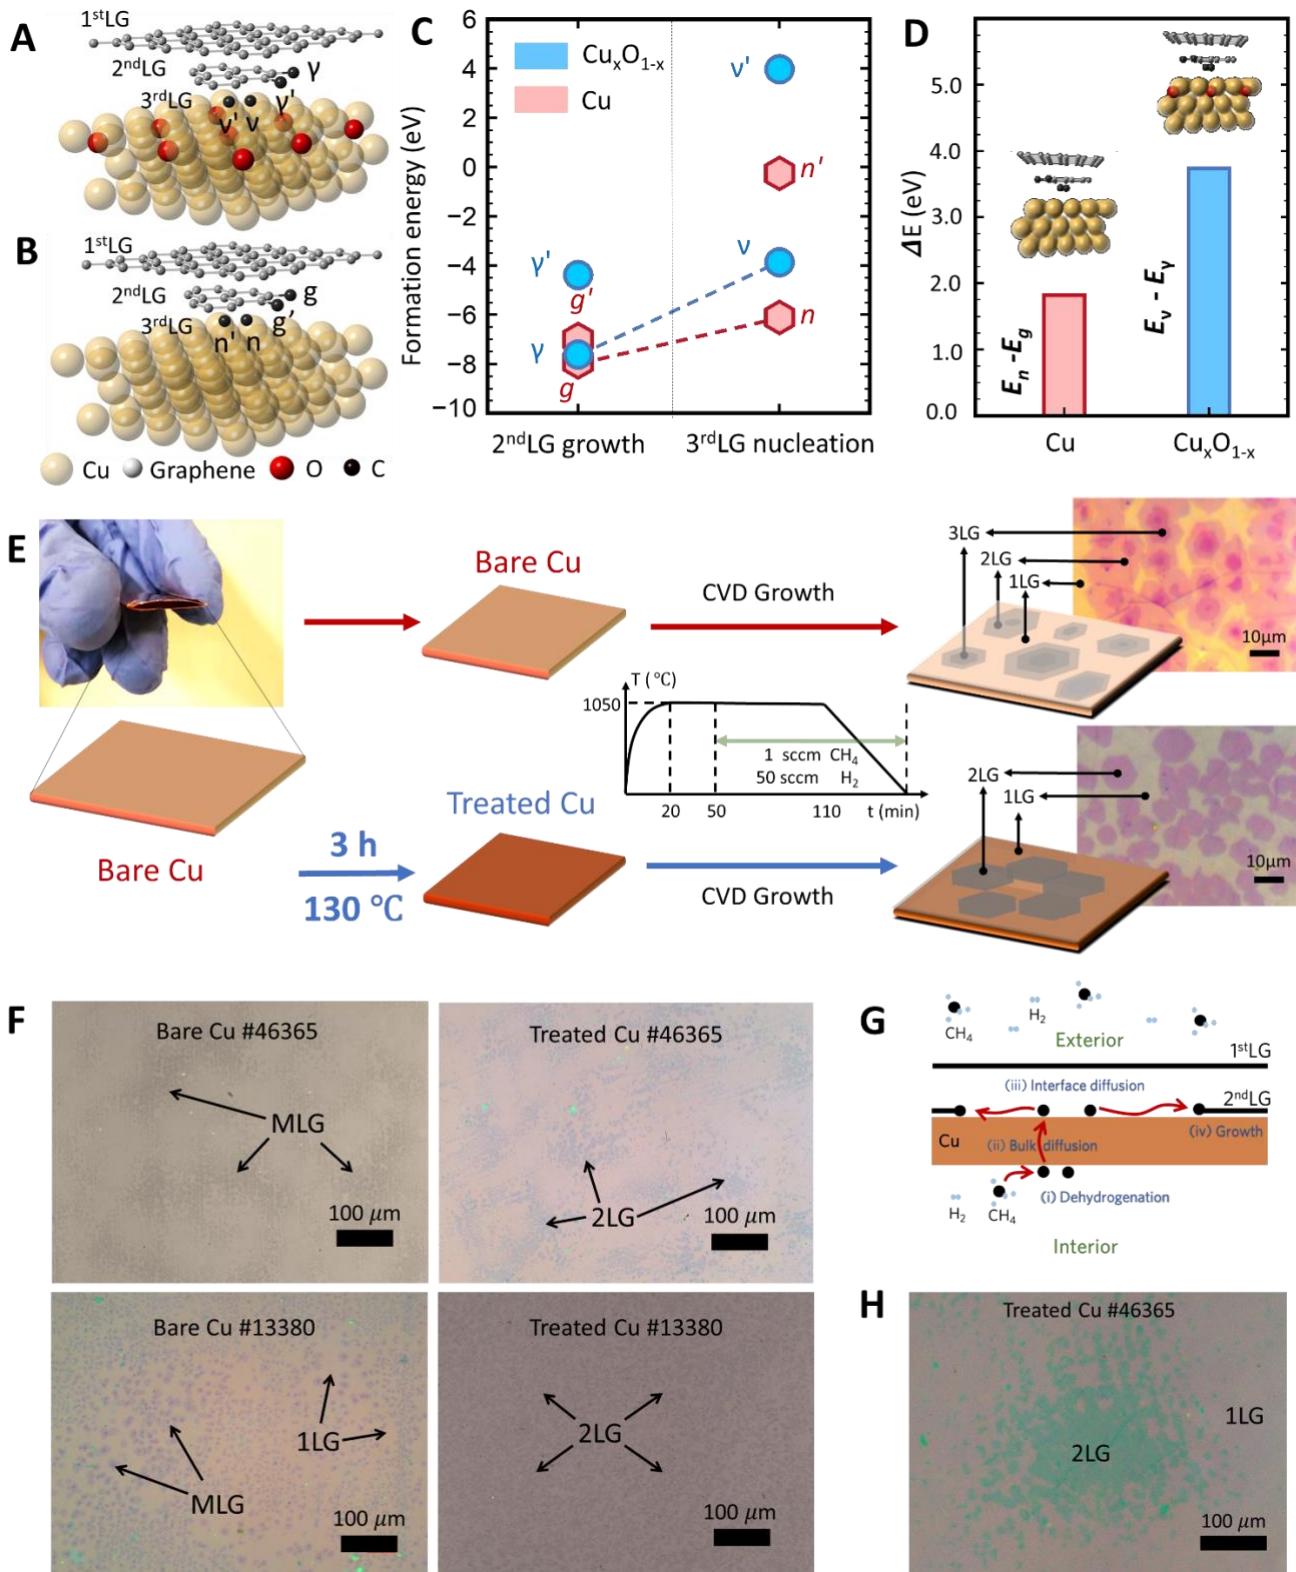 A
1ˢᵗLG
2ⁿᵈLG
γ
γ'
3ʳᵈLG
ν'
ν
B
1ˢᵗLG
2ⁿᵈLG
g
g'
3ʳᵈLG
n'
n
Cu
Graphene
O
C
C
Formation energy (eV)
6
4
2
0
−2
−4
−6
−8
−10
CuₓO₁₋ₓ
Cu
ν'
n'
ν
n
γ'
g'
γ
g
2ⁿᵈLG growth
3ʳᵈLG nucleation
D
ΔE (eV)
5.0
4.0
3.0
2.0
1.0
0.0
Eₙ -E_g
E_ν - E_γ
Cu
CuₓO₁₋ₓ
E
Bare Cu
Bare Cu
CVD Growth
3LG
2LG
1LG
10μm
T (℃)
1050
1 sccm CH₄
50 sccm H₂
20
50
110
t (min)
3 h
130 ℃
Treated Cu
CVD Growth
2LG
1LG
10μm
F
Bare Cu #46365
MLG
100 μm
Treated Cu #46365
2LG
100 μm
Bare Cu #13380
1LG
MLG
100 μm
Treated Cu #13380
2LG
100 μm
G
CH₄
H₂
Exterior
1ˢᵗLG
(iii) Interface diffusion
2ⁿᵈLG
Cu
(ii) Bulk diffusion
(iv) Growth
H₂
CH₄
(i) Dehydrogenation
Interior
H
Treated Cu #46365
1LG
2LG
100 μm